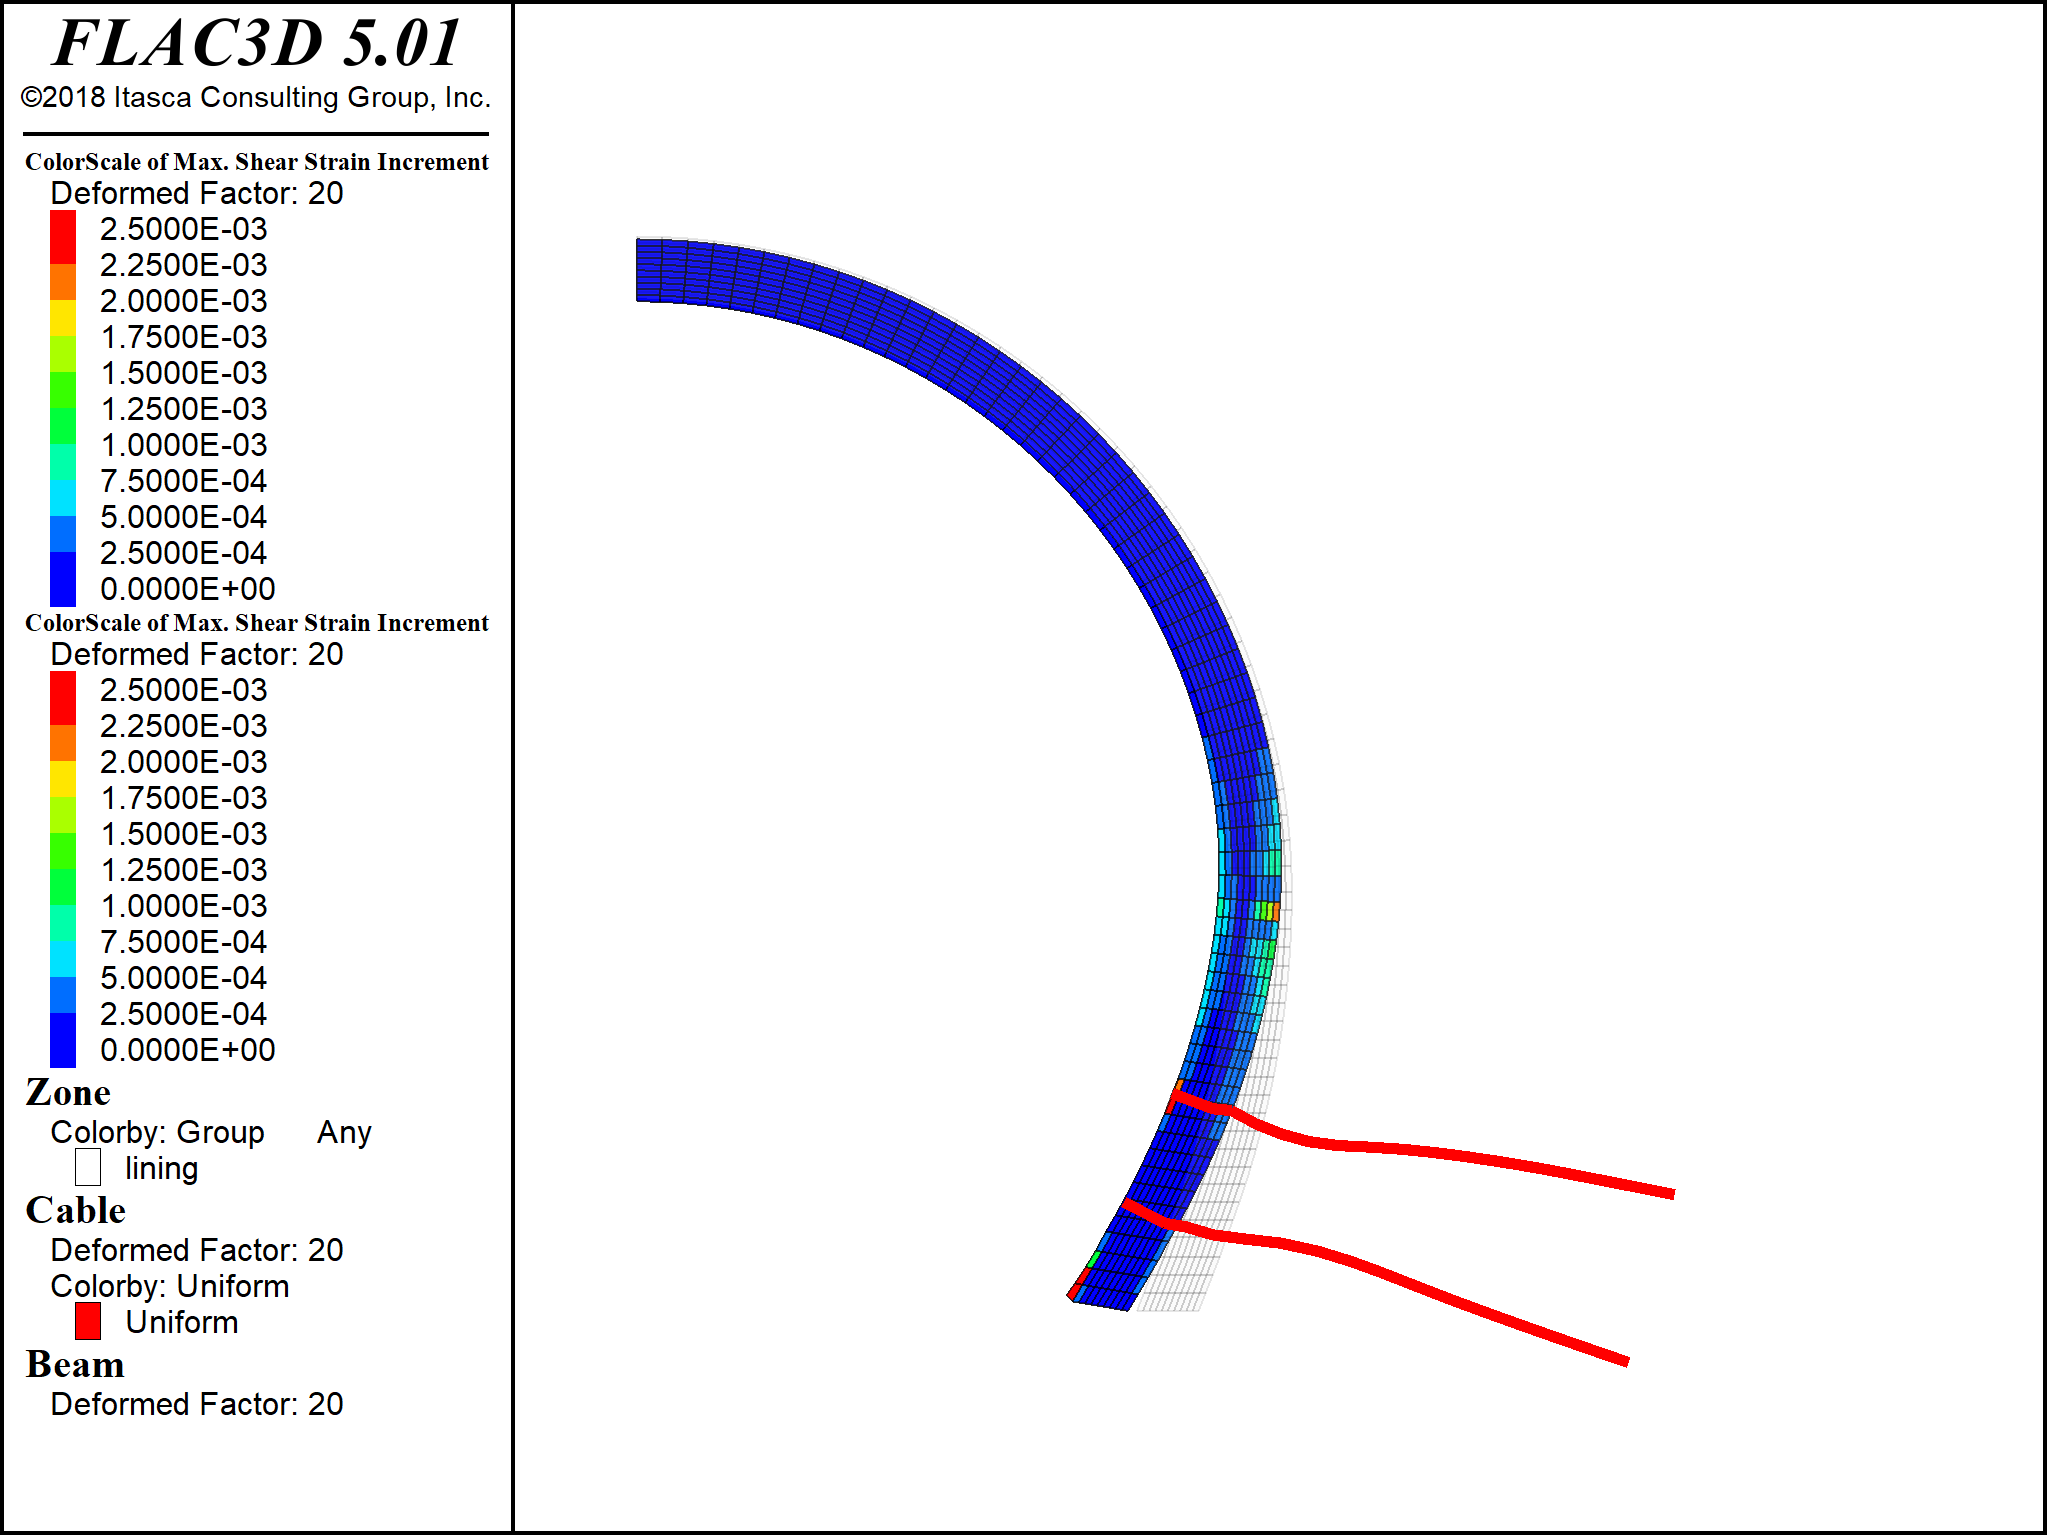 FLAC3D 5.01
©2018 Itasca Consulting Group, Inc.
ColorScale of Max. Shear Strain Increment
Deformed Factor: 20
2.5000E-03
2.2500E-03
2.0000E-03
1.7500E-03
1.5000E-03
1.2500E-03
1.0000E-03
7.5000E-04
5.0000E-04
2.5000E-04
0.0000E+00
ColorScale of Max. Shear Strain Increment
Deformed Factor: 20
2.5000E-03
2.2500E-03
2.0000E-03
1.7500E-03
1.5000E-03
1.2500E-03
1.0000E-03
7.5000E-04
5.0000E-04
2.5000E-04
0.0000E+00
Zone
Colorby: Group Any
lining
Cable
Deformed Factor: 20
Colorby: Uniform
Uniform
Beam
Deformed Factor: 20